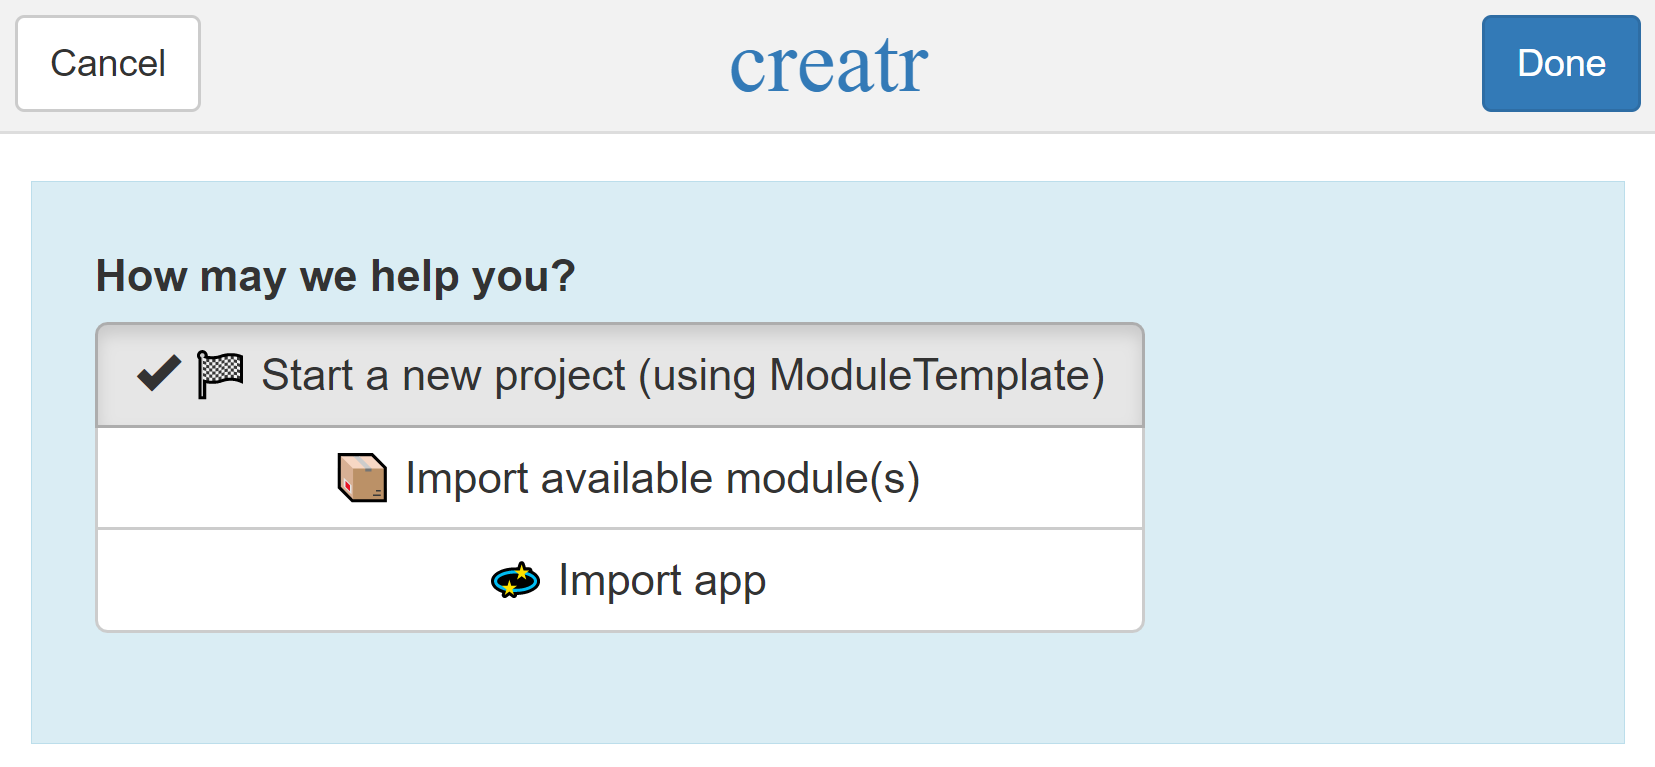 Cancel
creatr
Done
How may we help you?
Start a new project (using ModuleTemplate)
Import available module(s)
Import app